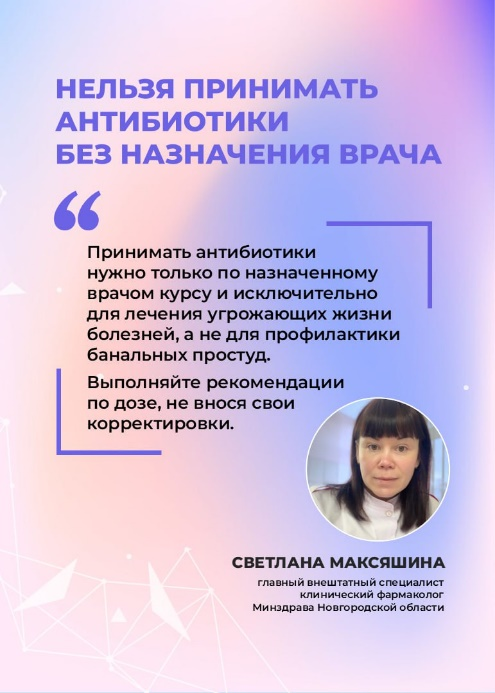 НЕЛЬЗЯ ПРИНИМАТЬ
АНТИБИОТИКИ
БЕЗ НАЗНАЧЕНИЯ ВРАЧА
“
Принимать антибиотики
нужно только по назначенному
врачом курсу и исключительно
для лечения угрожающих жизни
болезней, а не для профилактики
банальных простуд.
Выполняйте рекомендации
по дозе, не внося свои
корректировки.
СВЕТЛАНА МАКСЯШИНА
главный внештатный специалист
клинический фармаколог
Минздрава Новгородской области